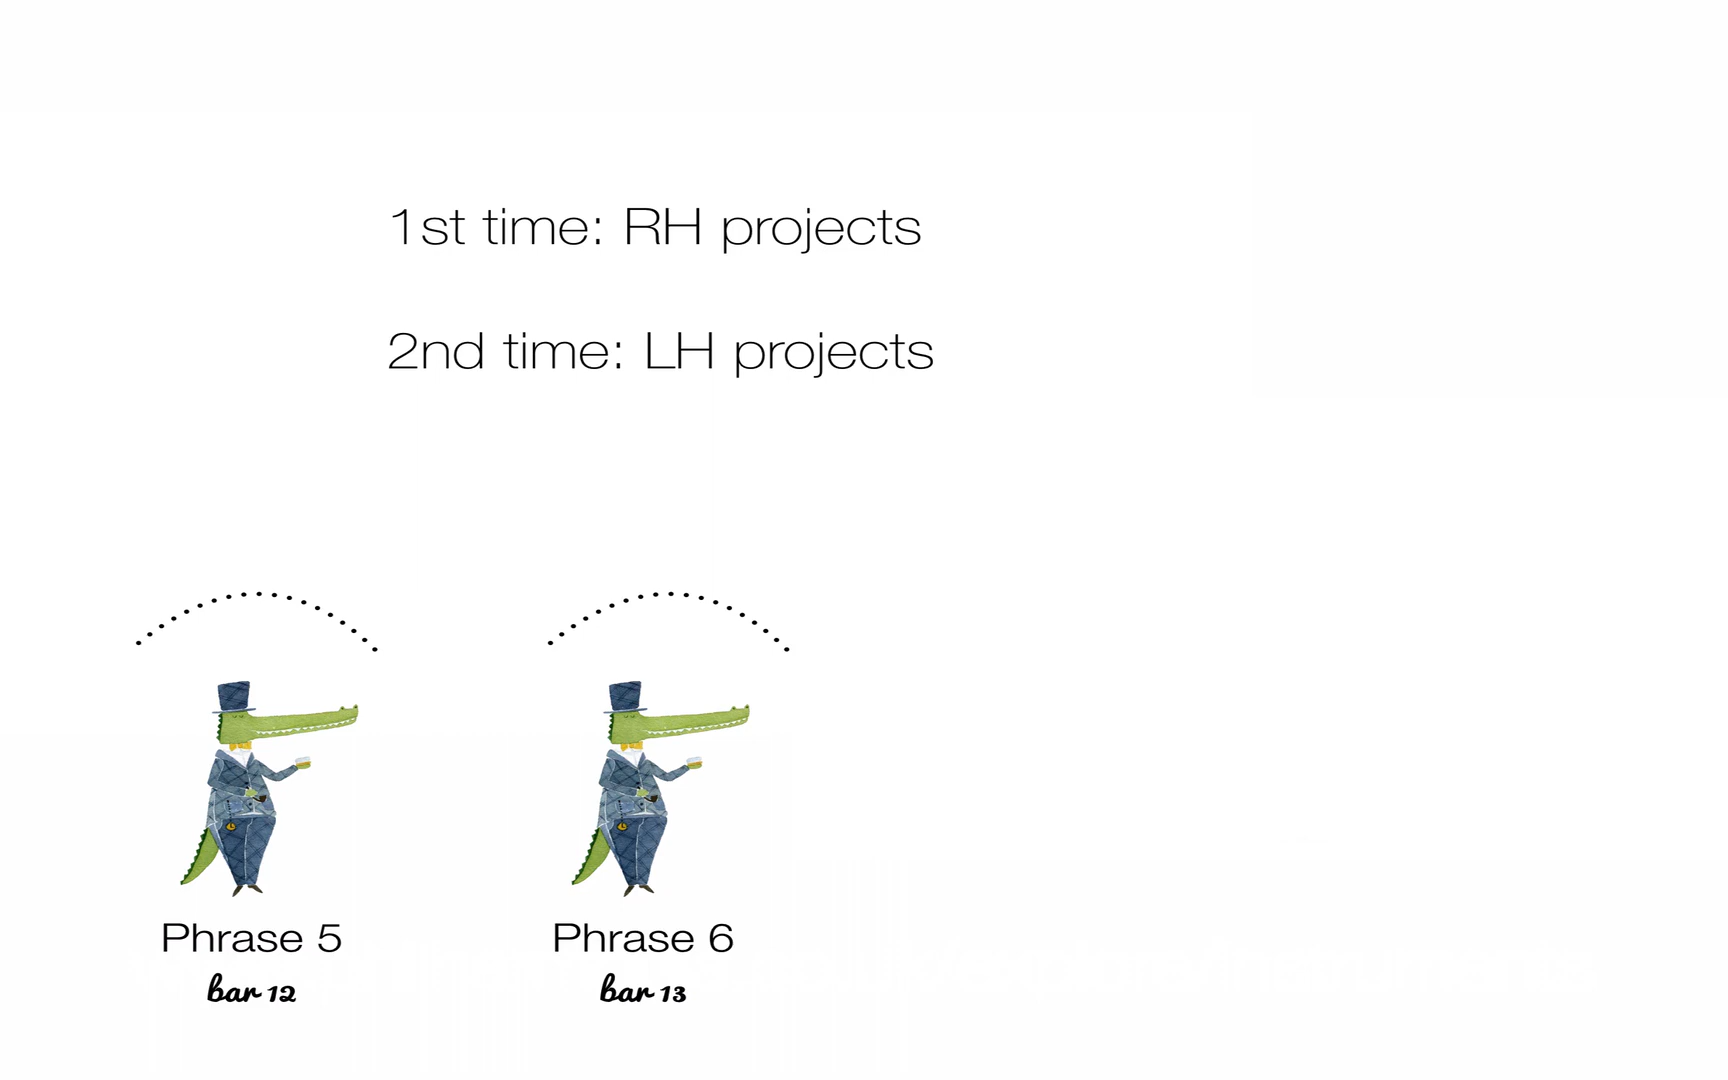 1st time: RH projects
2nd time: LH projects
Phrase 5
bar 12
Phrase 6
bar 13